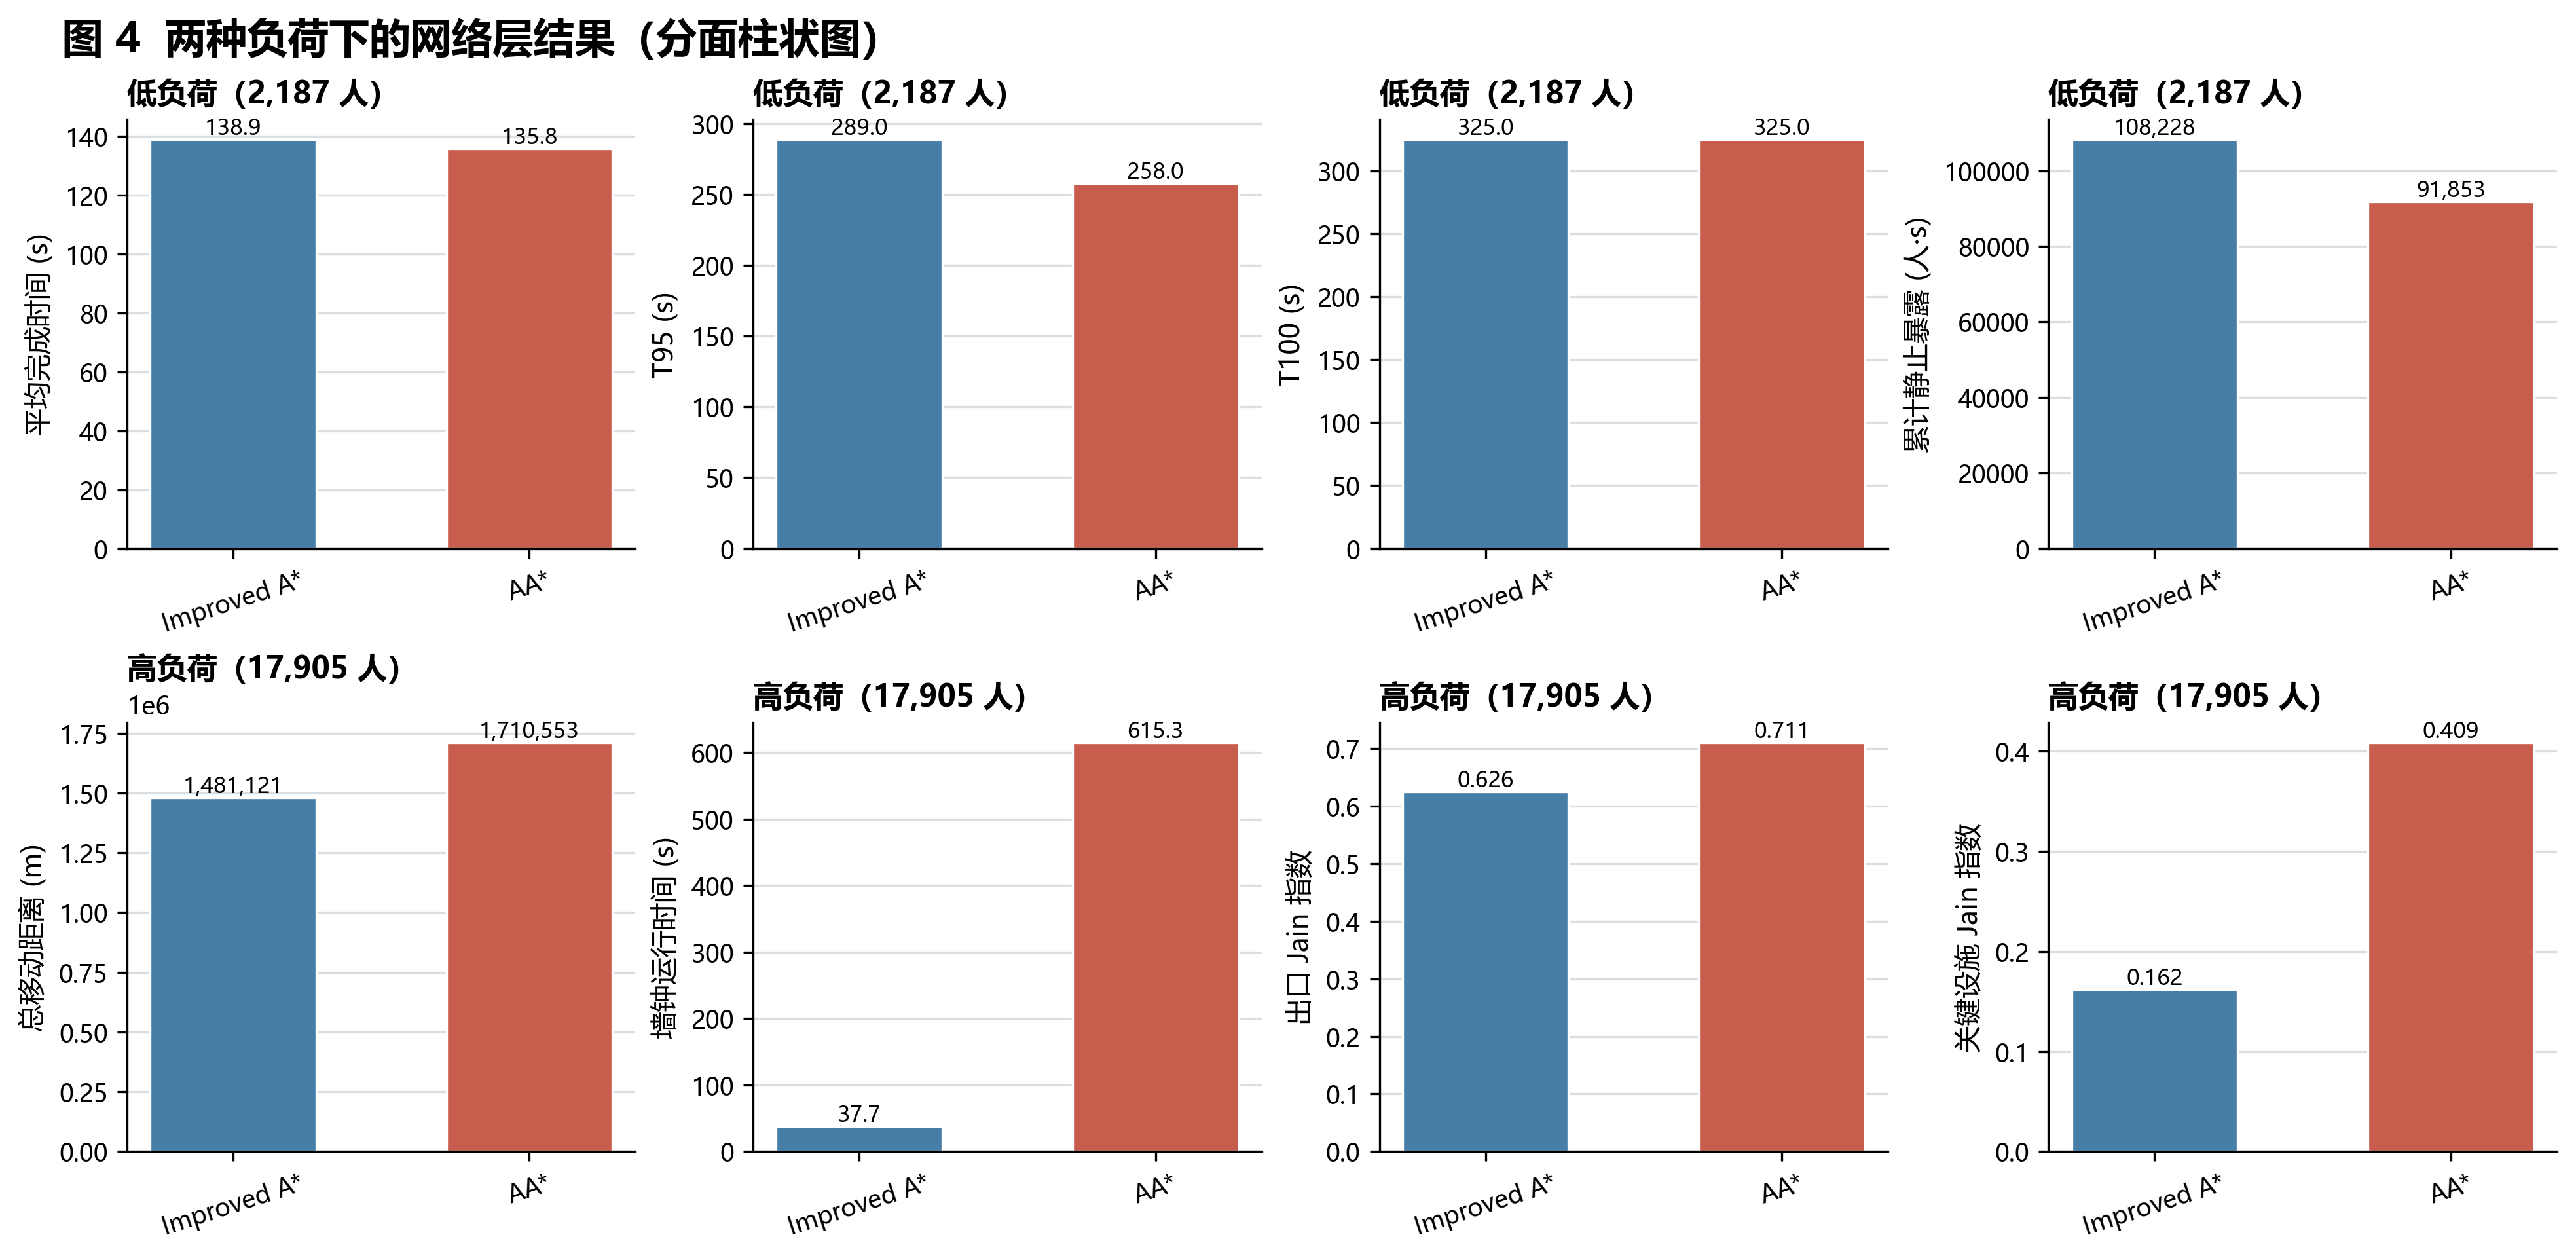 图 4  两种负荷下的网络层结果（分面柱状图）
低负荷（2,187 人）
平均完成时间 (s)
140
120
100
80
60
40
20
0
138.9
135.8
Improved A*
AA*
低负荷（2,187 人）
T95 (s)
300
250
200
150
100
50
0
289.0
258.0
Improved A*
AA*
低负荷（2,187 人）
T100 (s)
300
250
200
150
100
50
0
325.0
325.0
Improved A*
AA*
低负荷（2,187 人）
累计静止暴露 (人·s)
100000
80000
60000
40000
20000
0
108,228
91,853
Improved A*
AA*
高负荷（17,905 人）
1e6
总移动距离 (m)
1.75
1.50
1.25
1.00
0.75
0.50
0.25
0.00
1,481,121
1,710,553
Improved A*
AA*
高负荷（17,905 人）
墙钟运行时间 (s)
600
500
400
300
200
100
0
37.7
615.3
Improved A*
AA*
高负荷（17,905 人）
出口 Jain 指数
0.7
0.6
0.5
0.4
0.3
0.2
0.1
0.0
0.626
0.711
Improved A*
AA*
高负荷（17,905 人）
关键设施 Jain 指数
0.4
0.3
0.2
0.1
0.0
0.162
0.409
Improved A*
AA*